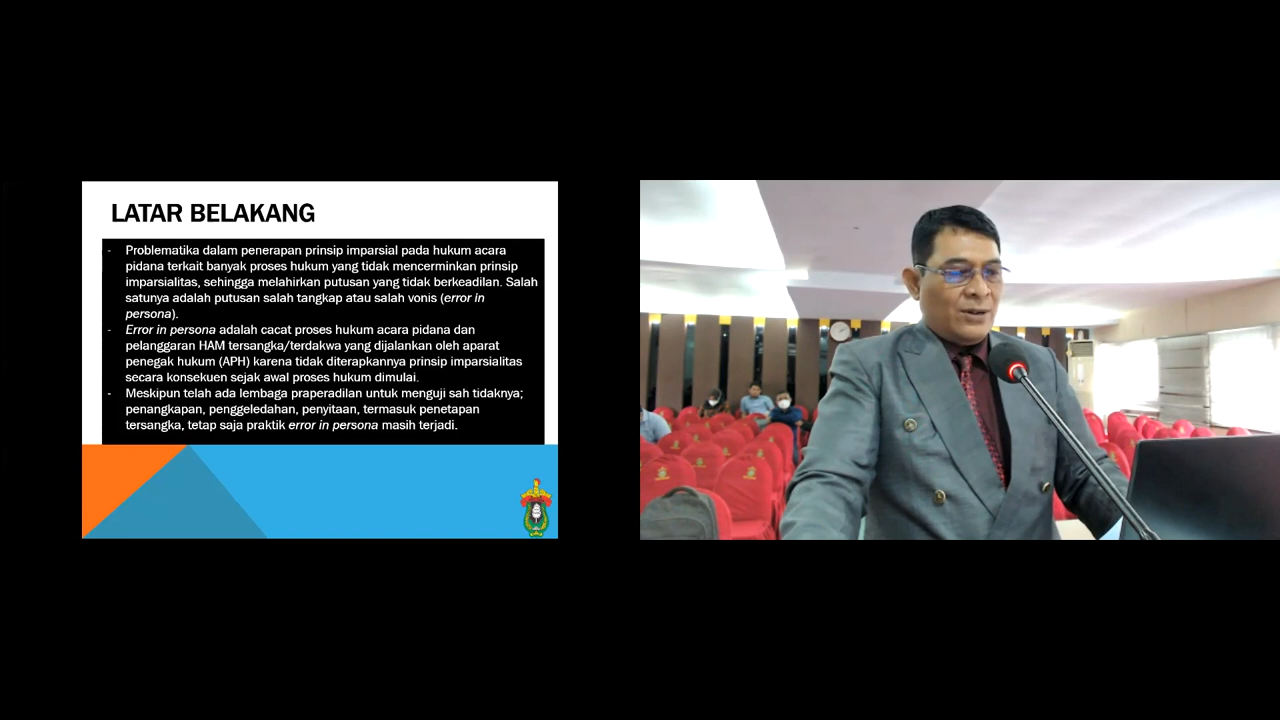 LATAR BELAKANG
- Problematika dalam penerapan prinsip imparsial pada hukum acara
pidana terkait banyak proses hukum yang tidak mencerminkan prinsip
imparsialitas, sehingga melahirkan putusan yang tidak berkeadilan. Salah
satunya adalah putusan salah tangkap atau salah vonis (error in
persona).
- Error in persona adalah cacat proses hukum acara pidana dan
pelanggaran HAM tersangka/terdakwa yang dijalankan oleh aparat
penegak hukum (APH) karena tidak diterapkannya prinsip imparsialitas
secara konsekuen sejak awal proses hukum dimulai.
- Meskipun telah ada lembaga praperadilan untuk menguji sah tidaknya;
penangkapan, penggeledahan, penyitaan, termasuk penetapan
tersangka, tetap saja praktik error in persona masih terjadi.